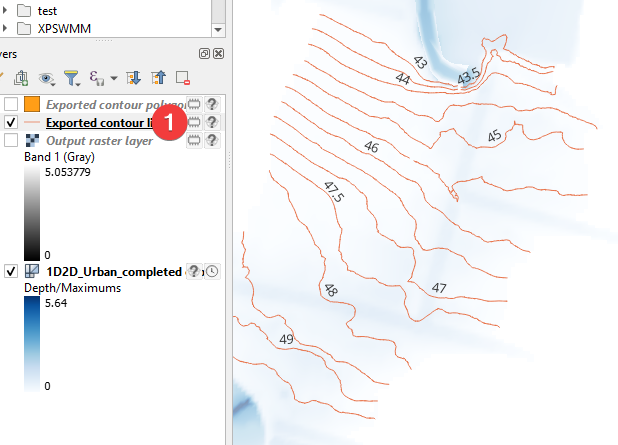 test
XPSWMM
yers
Exported contour polygo
Exported contour li
1
Output raster layer
Band 1 (Gray)
5.053779
0
1D2D_Urban_completed
Depth/Maximums
5.64
0
43
43.5
44
45
46
47.5
47
48
49